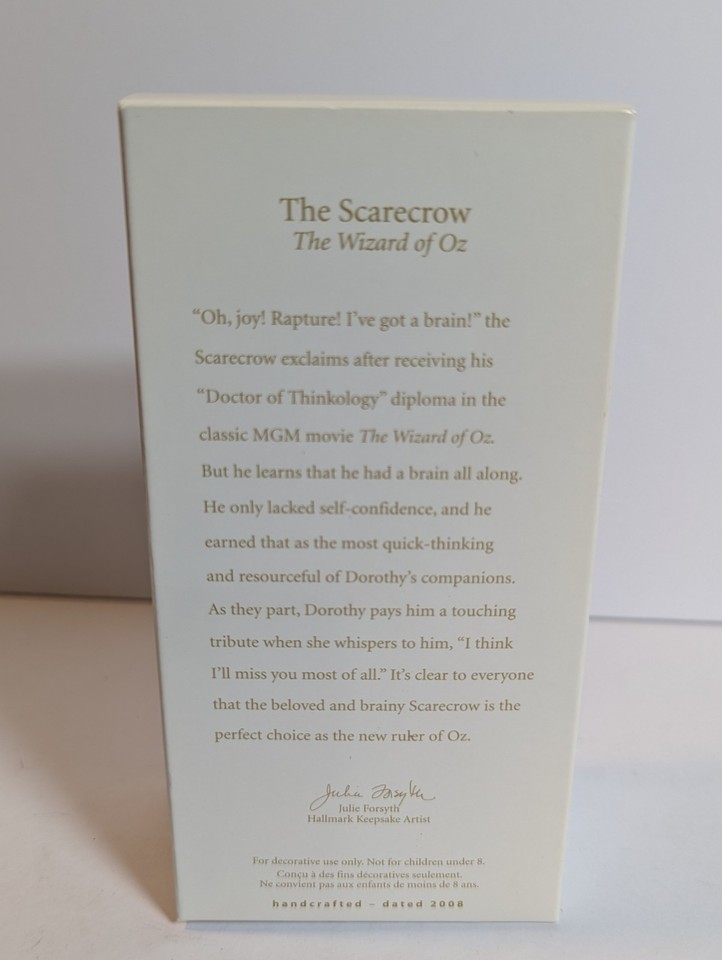 The Scarecrow
The Wizard of Oz
“Oh, joy! Rapture! I’ve got a brain!” the
Scarecrow exclaims after receiving his
“Doctor of Thinkology” diploma in the
classic MGM movie The Wizard of Oz.
But he learns that he had a brain all along.
He only lacked self-confidence, and he
earned that as the most quick-thinking
and resourceful of Dorothy’s companions.
As they part, Dorothy pays him a touching
tribute when she whispers to him, “I think
I’ll miss you most of all.” It’s clear to everyone
that the beloved and brainy Scarecrow is the
perfect choice as the new ruler of Oz.
Julie Forsyth
Julie Forsyth
Hallmark Keepsake Artist
For decorative use only. Not for children under 8.
Conçu à des fins décoratives seulement.
Ne convient pas aux enfants de moins de 8 ans.
handcrafted – dated 2008